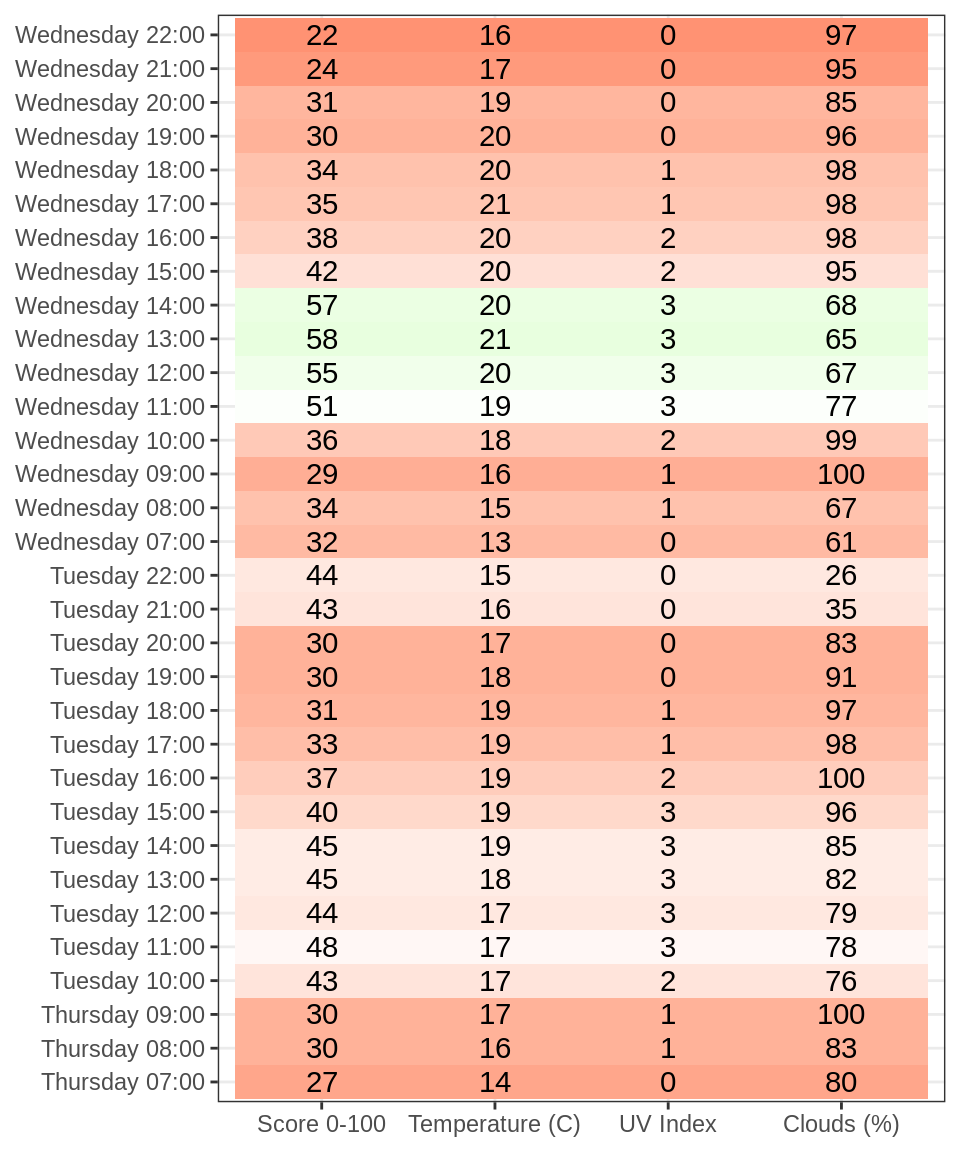 Wednesday 22:00 22 16 0 97
Wednesday 21:00 24 17 0 95
Wednesday 20:00 31 19 0 85
Wednesday 19:00 30 20 0 96
Wednesday 18:00 34 20 1 98
Wednesday 17:00 35 21 1 98
Wednesday 16:00 38 20 2 98
Wednesday 15:00 42 20 2 95
Wednesday 14:00 57 20 3 68
Wednesday 13:00 58 21 3 65
Wednesday 12:00 55 20 3 67
Wednesday 11:00 51 19 3 77
Wednesday 10:00 36 18 2 99
Wednesday 09:00 29 16 1 100
Wednesday 08:00 34 15 1 67
Wednesday 07:00 32 13 0 61
Tuesday 22:00 44 15 0 26
Tuesday 21:00 43 16 0 35
Tuesday 20:00 30 17 0 83
Tuesday 19:00 30 18 0 91
Tuesday 18:00 31 19 1 97
Tuesday 17:00 33 19 1 98
Tuesday 16:00 37 19 2 100
Tuesday 15:00 40 19 3 96
Tuesday 14:00 45 19 3 85
Tuesday 13:00 45 18 3 82
Tuesday 12:00 44 17 3 79
Tuesday 11:00 48 17 3 78
Tuesday 10:00 43 17 2 76
Thursday 09:00 30 17 1 100
Thursday 08:00 30 16 1 83
Thursday 07:00 27 14 0 80
Score 0-100 Temperature (C) UV Index Clouds (%)